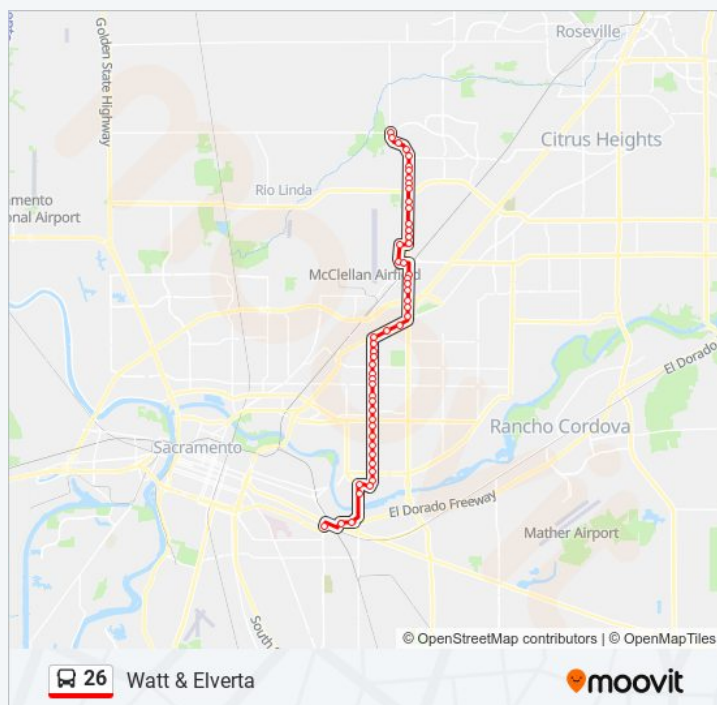 Golden State Highway
Roseville
Citrus Heights
Rio Linda
amento
onal Airport
McClellan Airfield
El Dorado
Rancho Cordova
Sacramento
El Dorado Freeway
Mather Airport
South
© OpenStreetMap contributors | © OpenMapTiles
26 Watt & Elverta
moovit